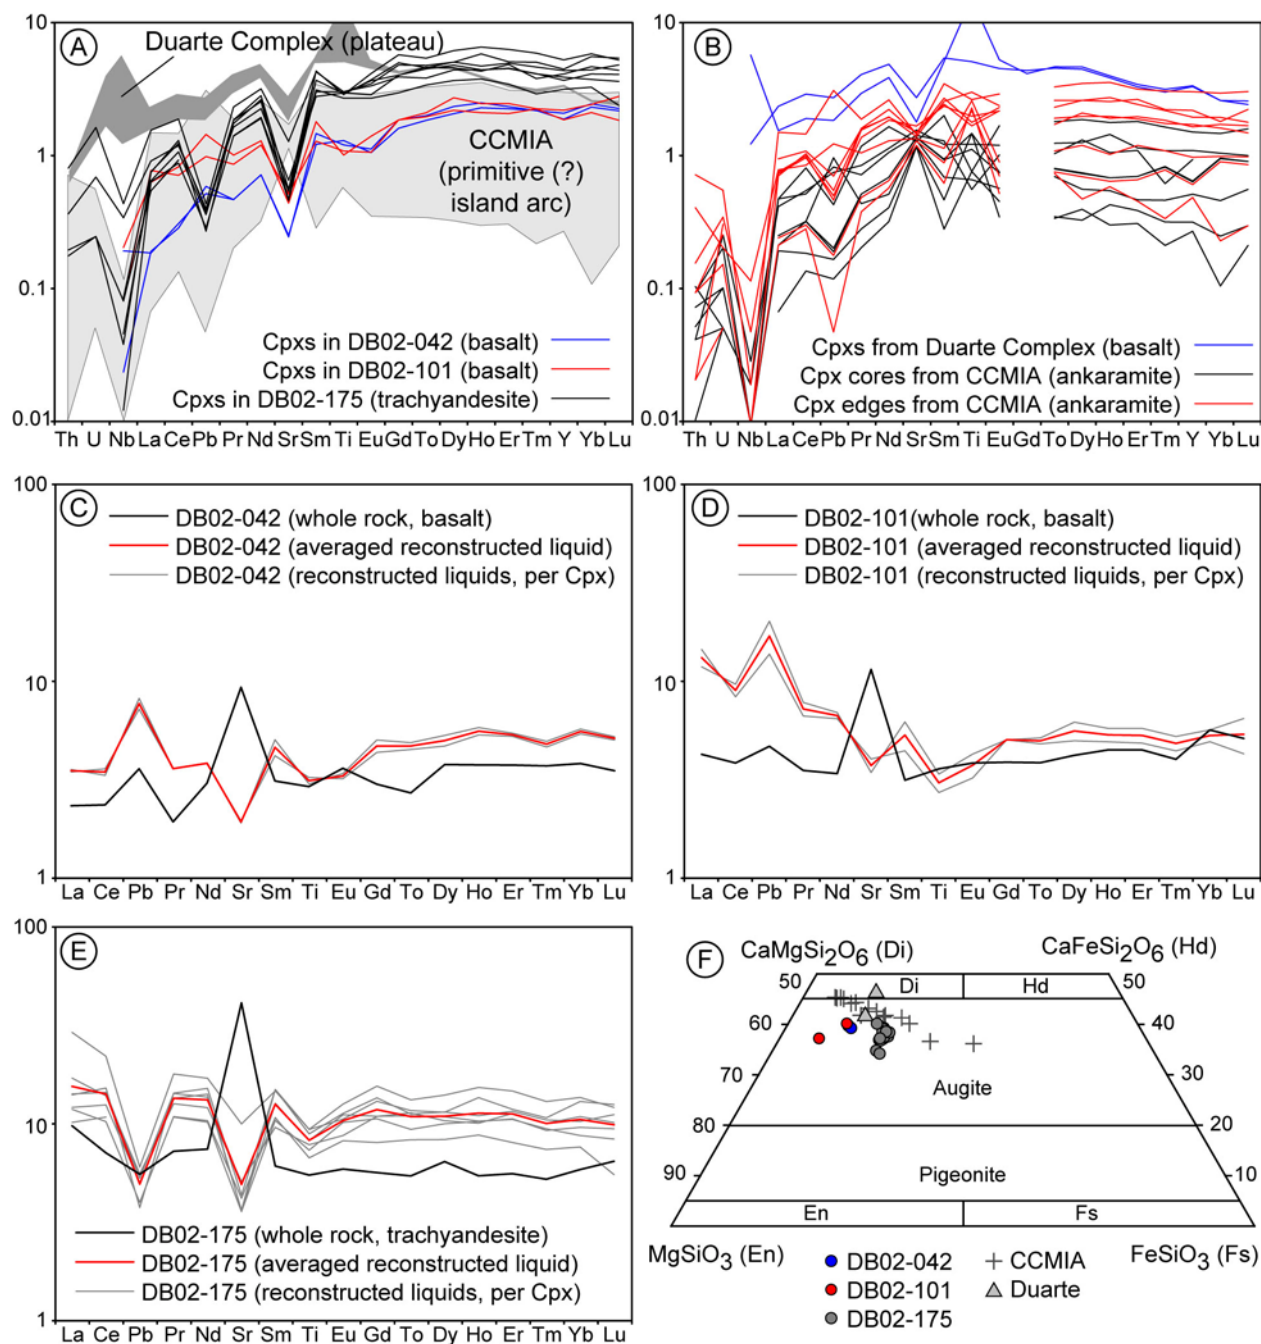 A
10
1
0.1
0.01
Duarte Complex (plateau)
CCMIA
(primitive (?)
island arc)
Cpxs in DB02-042 (basalt)
Cpxs in DB02-101 (basalt)
Cpxs in DB02-175 (trachyandesite)
Th U Nb La Ce Pb Pr Nd Sr Sm Ti Eu Gd To Dy Ho Er Tm Y Yb Lu
B
10
1
0.1
0.01
Cpxs from Duarte Complex (basalt)
Cpx cores from CCMIA (ankaramite)
Cpx edges from CCMIA (ankaramite)
Th U Nb La Ce Pb Pr Nd Sr Sm Ti Eu Gd To Dy Ho Er Tm Y Yb Lu
C
100
10
1
DB02-042 (whole rock, basalt)
DB02-042 (averaged reconstructed liquid)
DB02-042 (reconstructed liquids, per Cpx)
La Ce Pb Pr Nd Sr Sm Ti Eu Gd To Dy Ho Er Tm Yb Lu
D
100
10
1
DB02-101(whole rock, basalt)
DB02-101 (averaged reconstructed liquid)
DB02-101 (reconstructed liquids, per Cpx)
La Ce Pb Pr Nd Sr Sm Ti Eu Gd To Dy Ho Er Tm Yb Lu
E
100
10
1
DB02-175 (whole rock, trachyandesite)
DB02-175 (averaged reconstructed liquid)
DB02-175 (reconstructed liquids, per Cpx)
La Ce Pb Pr Nd Sr Sm Ti Eu Gd To Dy Ho Er Tm Yb Lu
F
CaMgSi2O6 (Di) CaFeSi2O6 (Hd)
50 Di Hd 50
60 40
70 30
Augite
80 20
Pigeonite
90 10
En Fs
MgSiO3 (En) FeSiO3 (Fs)
DB02-042 CCMIA
DB02-101 Duarte
DB02-175